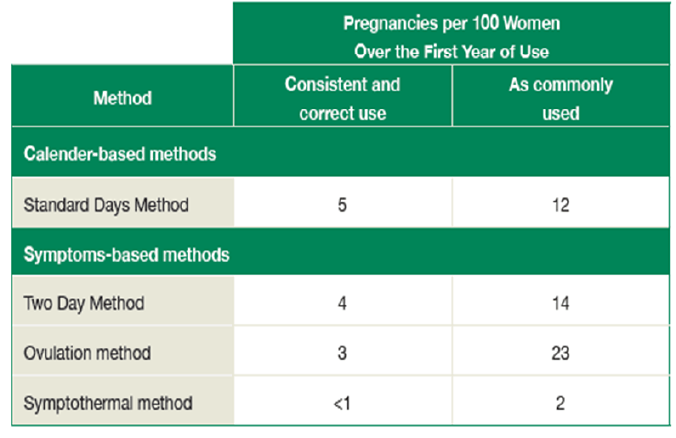 Pregnancies per 100 Women
Over the First Year of Use
Method
Consistent and
correct use
As commonly
used
Calender-based methods
Standard Days Method 5 12
Symptoms-based methods
Two Day Method 4 14
Ovulation method 3 23
Symptothermal method <1 2